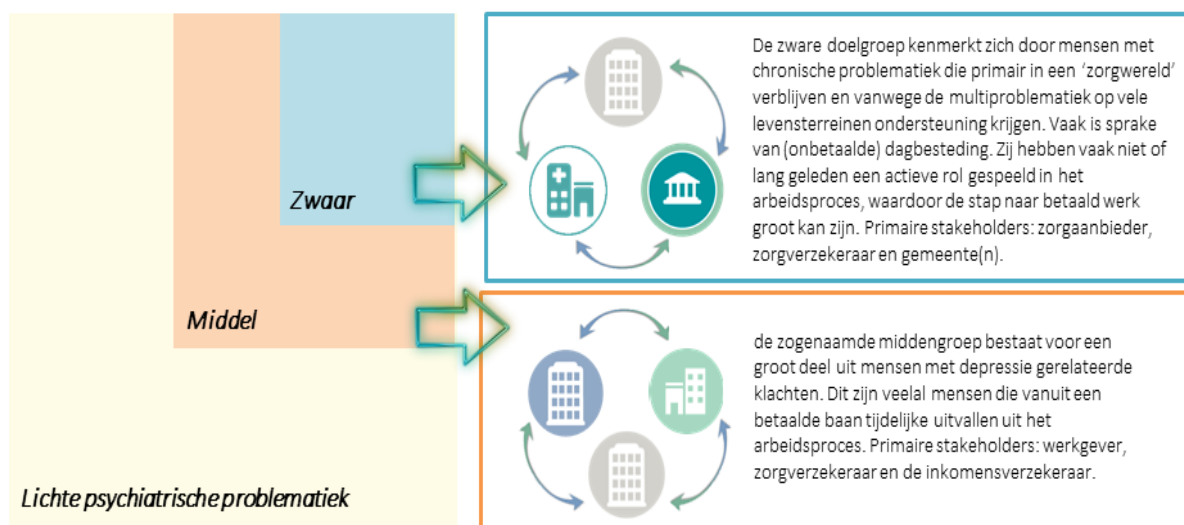 Zwaar
Middel
Lichte psychiatrische problematiek
De zware doelgroep kenmerkt zich door mensen met
chronische problematiek die primair in een ‘zorgwereld’
verblijven en vanwege de multiproblematiek op vele
levensterreinen ondersteuning krijgen. Vaak is sprake
van (onbetaalde) dagbesteding. Zij hebben vaak niet of
lang geleden een actieve rol gespeeld in het
arbeidsproces, waardoor de stap naar betaald werk
groot kan zijn. Primaire stakeholders: zorgaanbieder,
zorgverzekeraar en gemeente(n).
de zogenaamde middengroep bestaat voor een
groot deel uit mensen met depressie gerelateerde
klachten. Dit zijn veelal mensen die vanuit een
betaalde baan tijdelijke uitvallen uit het
arbeidsproces. Primaire stakeholders: werkgever,
zorgverzekeraar en de inkomensverzekeraar.